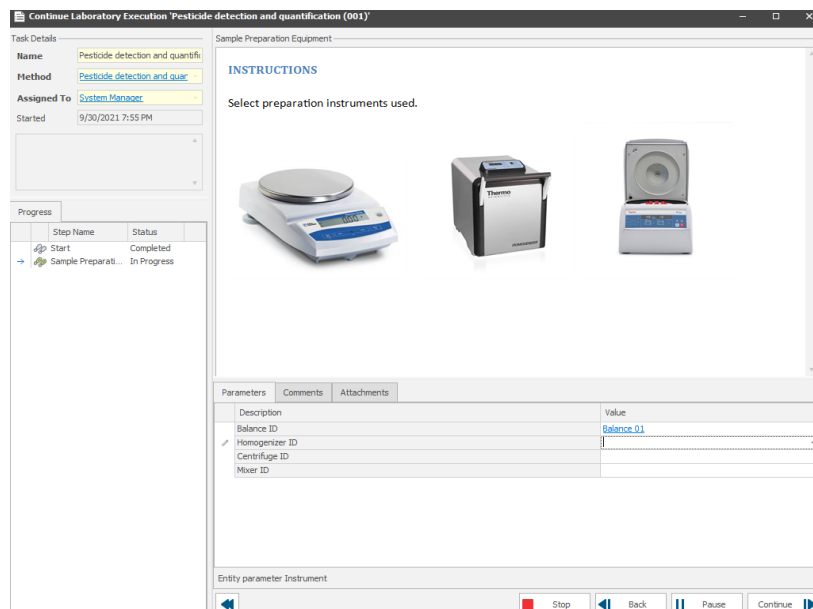 Continue Laboratory Execution 'Pesticide detection and quantification (001)'
Task Details
Name Pesticide detection and quantific
Method Pesticide detection and quar
Assigned To System Manager
Started 9/30/2021 7:55 PM
Progress
Step Name Status
Start Completed
Sample Preparati... In Progress
Sample Preparation Equipment
INSTRUCTIONS
Select preparation instruments used.
Thermo
Parameters Comments Attachments
Description Value
Balance ID Balance 01
Homogenizer ID
Centrifuge ID
Mixer ID
Entity parameter Instrument
Stop Back Pause Continue